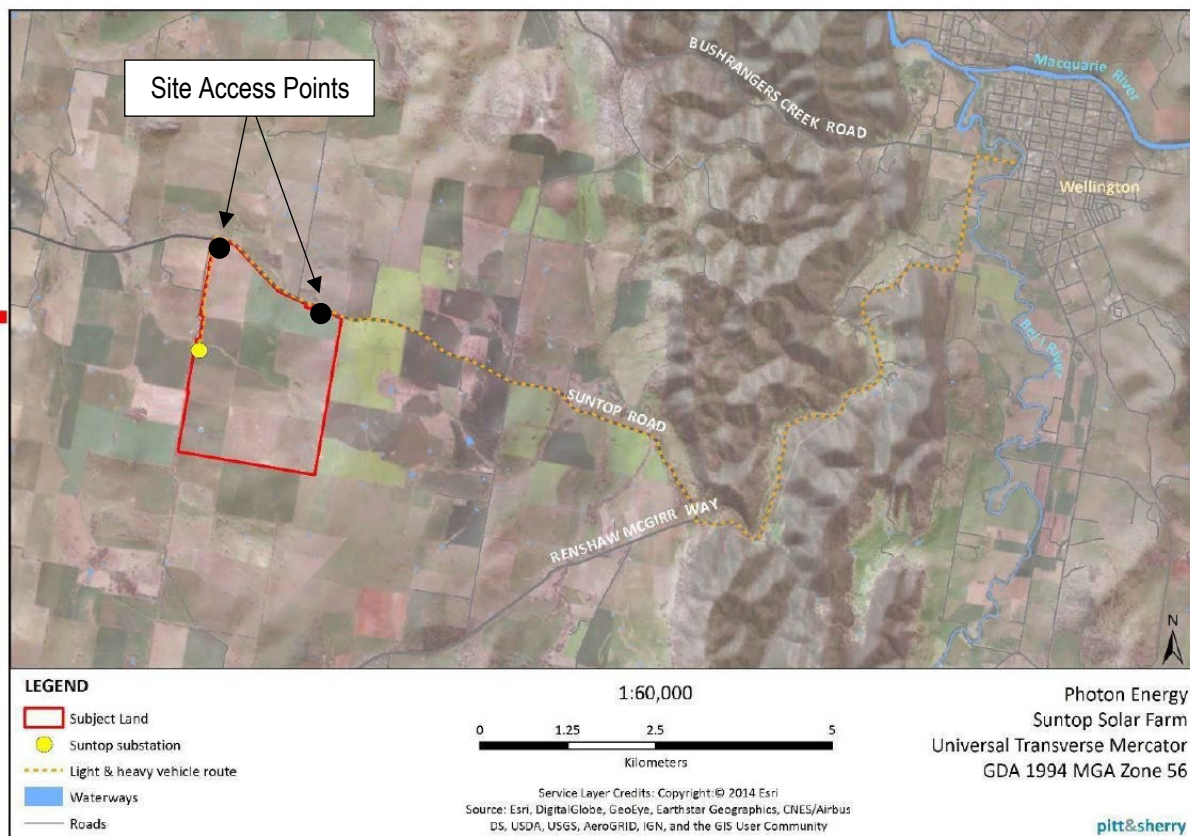 Site Access Points
BUSHRANGERS CREEK ROAD
Macquarie River
Wellington
Bell River
SUNTOP ROAD
RENSHAW MCGIRR WAY
N
LEGEND
Subject Land
Suntop substation
Light & heavy vehicle route
Waterways
Roads
1:60,000
0 1.25 2.5 5
Kilometers
Service Layer Credits: Copyright:© 2014 Esri
Source: Esri, DigitalGlobe, GeoEye, Earthstar Geographics, CNES/Airbus
DS, USDA, USGS, AeroGRID, IGN, and the GIS User Community
Photon Energy
Suntop Solar Farm
Universal Transverse Mercator
GDA 1994 MGA Zone 56
pitt&sherry